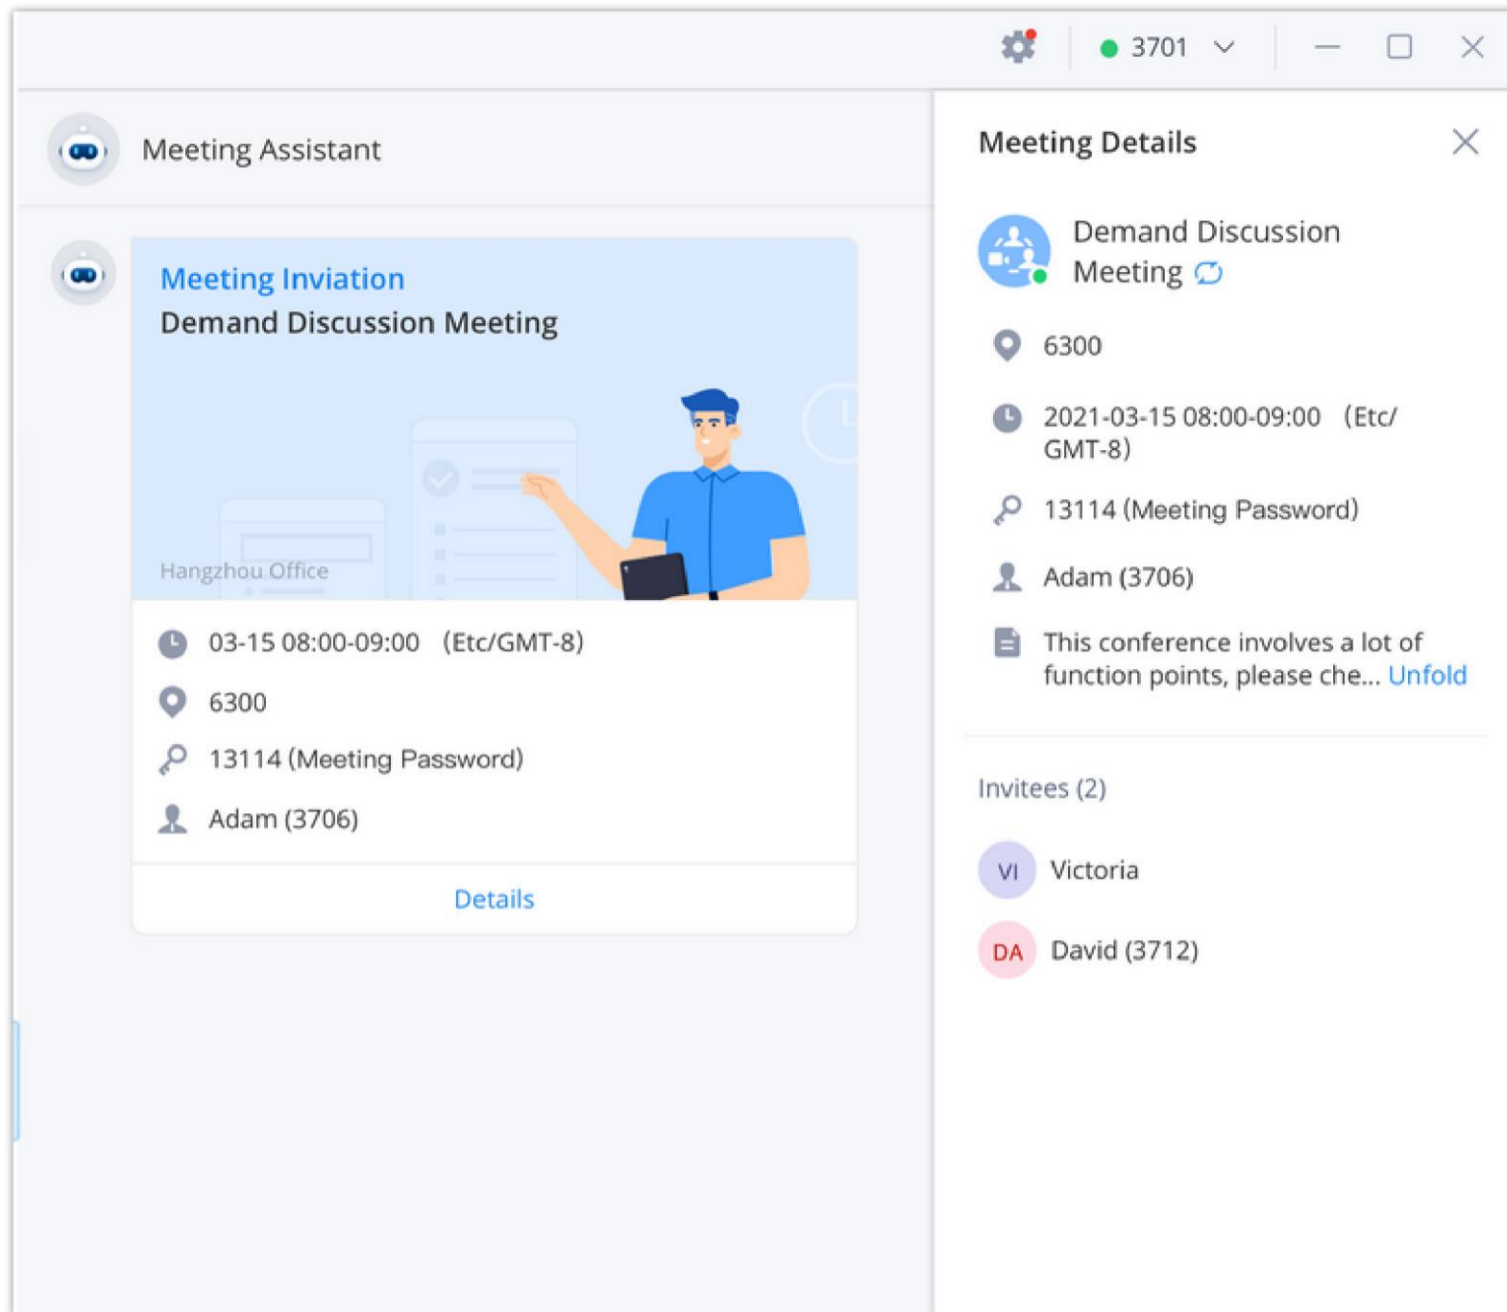 3701
Meeting Assistant
Meeting Inviation
Demand Discussion Meeting
Hangzhou Office
03-15 08:00-09:00 (Etc/GMT-8)
6300
13114 (Meeting Password)
Adam (3706)
Details
Meeting Details
Demand Discussion
Meeting
6300
2021-03-15 08:00-09:00 (Etc/
GMT-8)
13114 (Meeting Password)
Adam (3706)
This conference involves a lot of
function points, please che... Unfold
Invitees (2)
VI Victoria
DA David (3712)